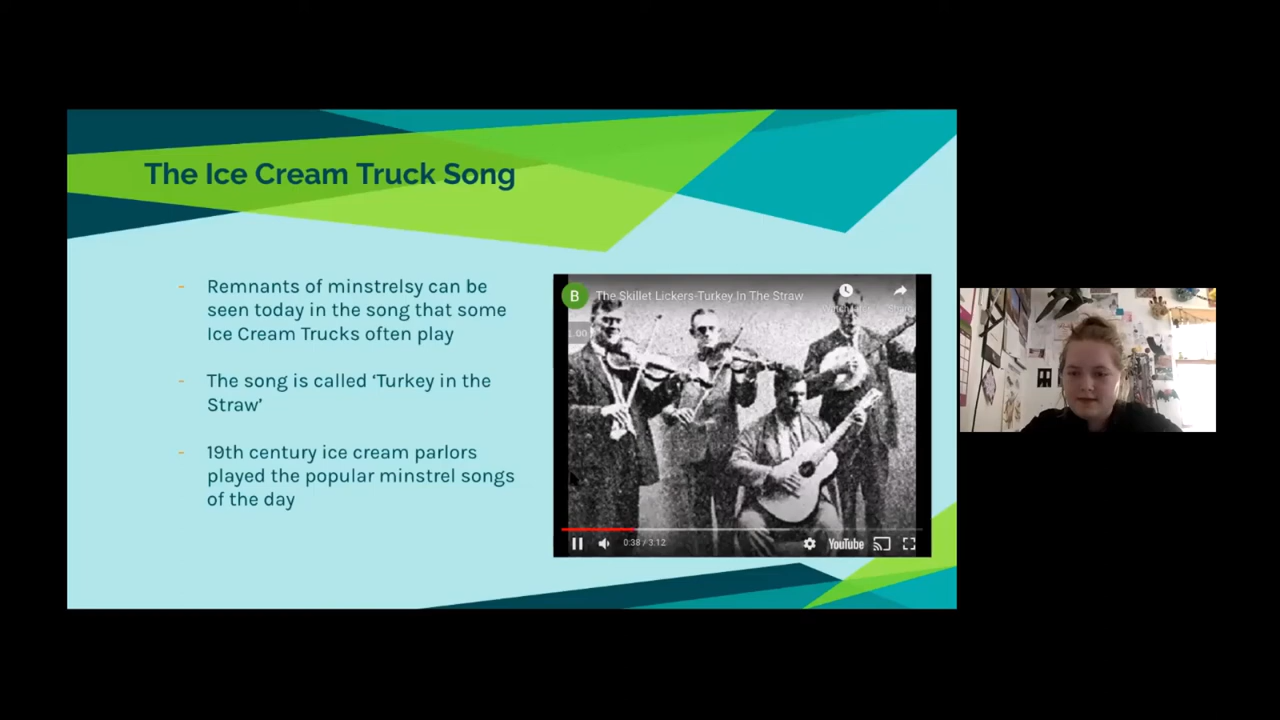 The Ice Cream Truck Song
- Remnants of minstrelsy can be
seen today in the song that some
Ice Cream Trucks often play
- The song is called ‘Turkey in the
Straw’
- 19th century ice cream parlors
played the popular minstrel songs
of the day
B
The Skillet Lickers-Turkey In The Straw
0:38 / 3:12
YouTube